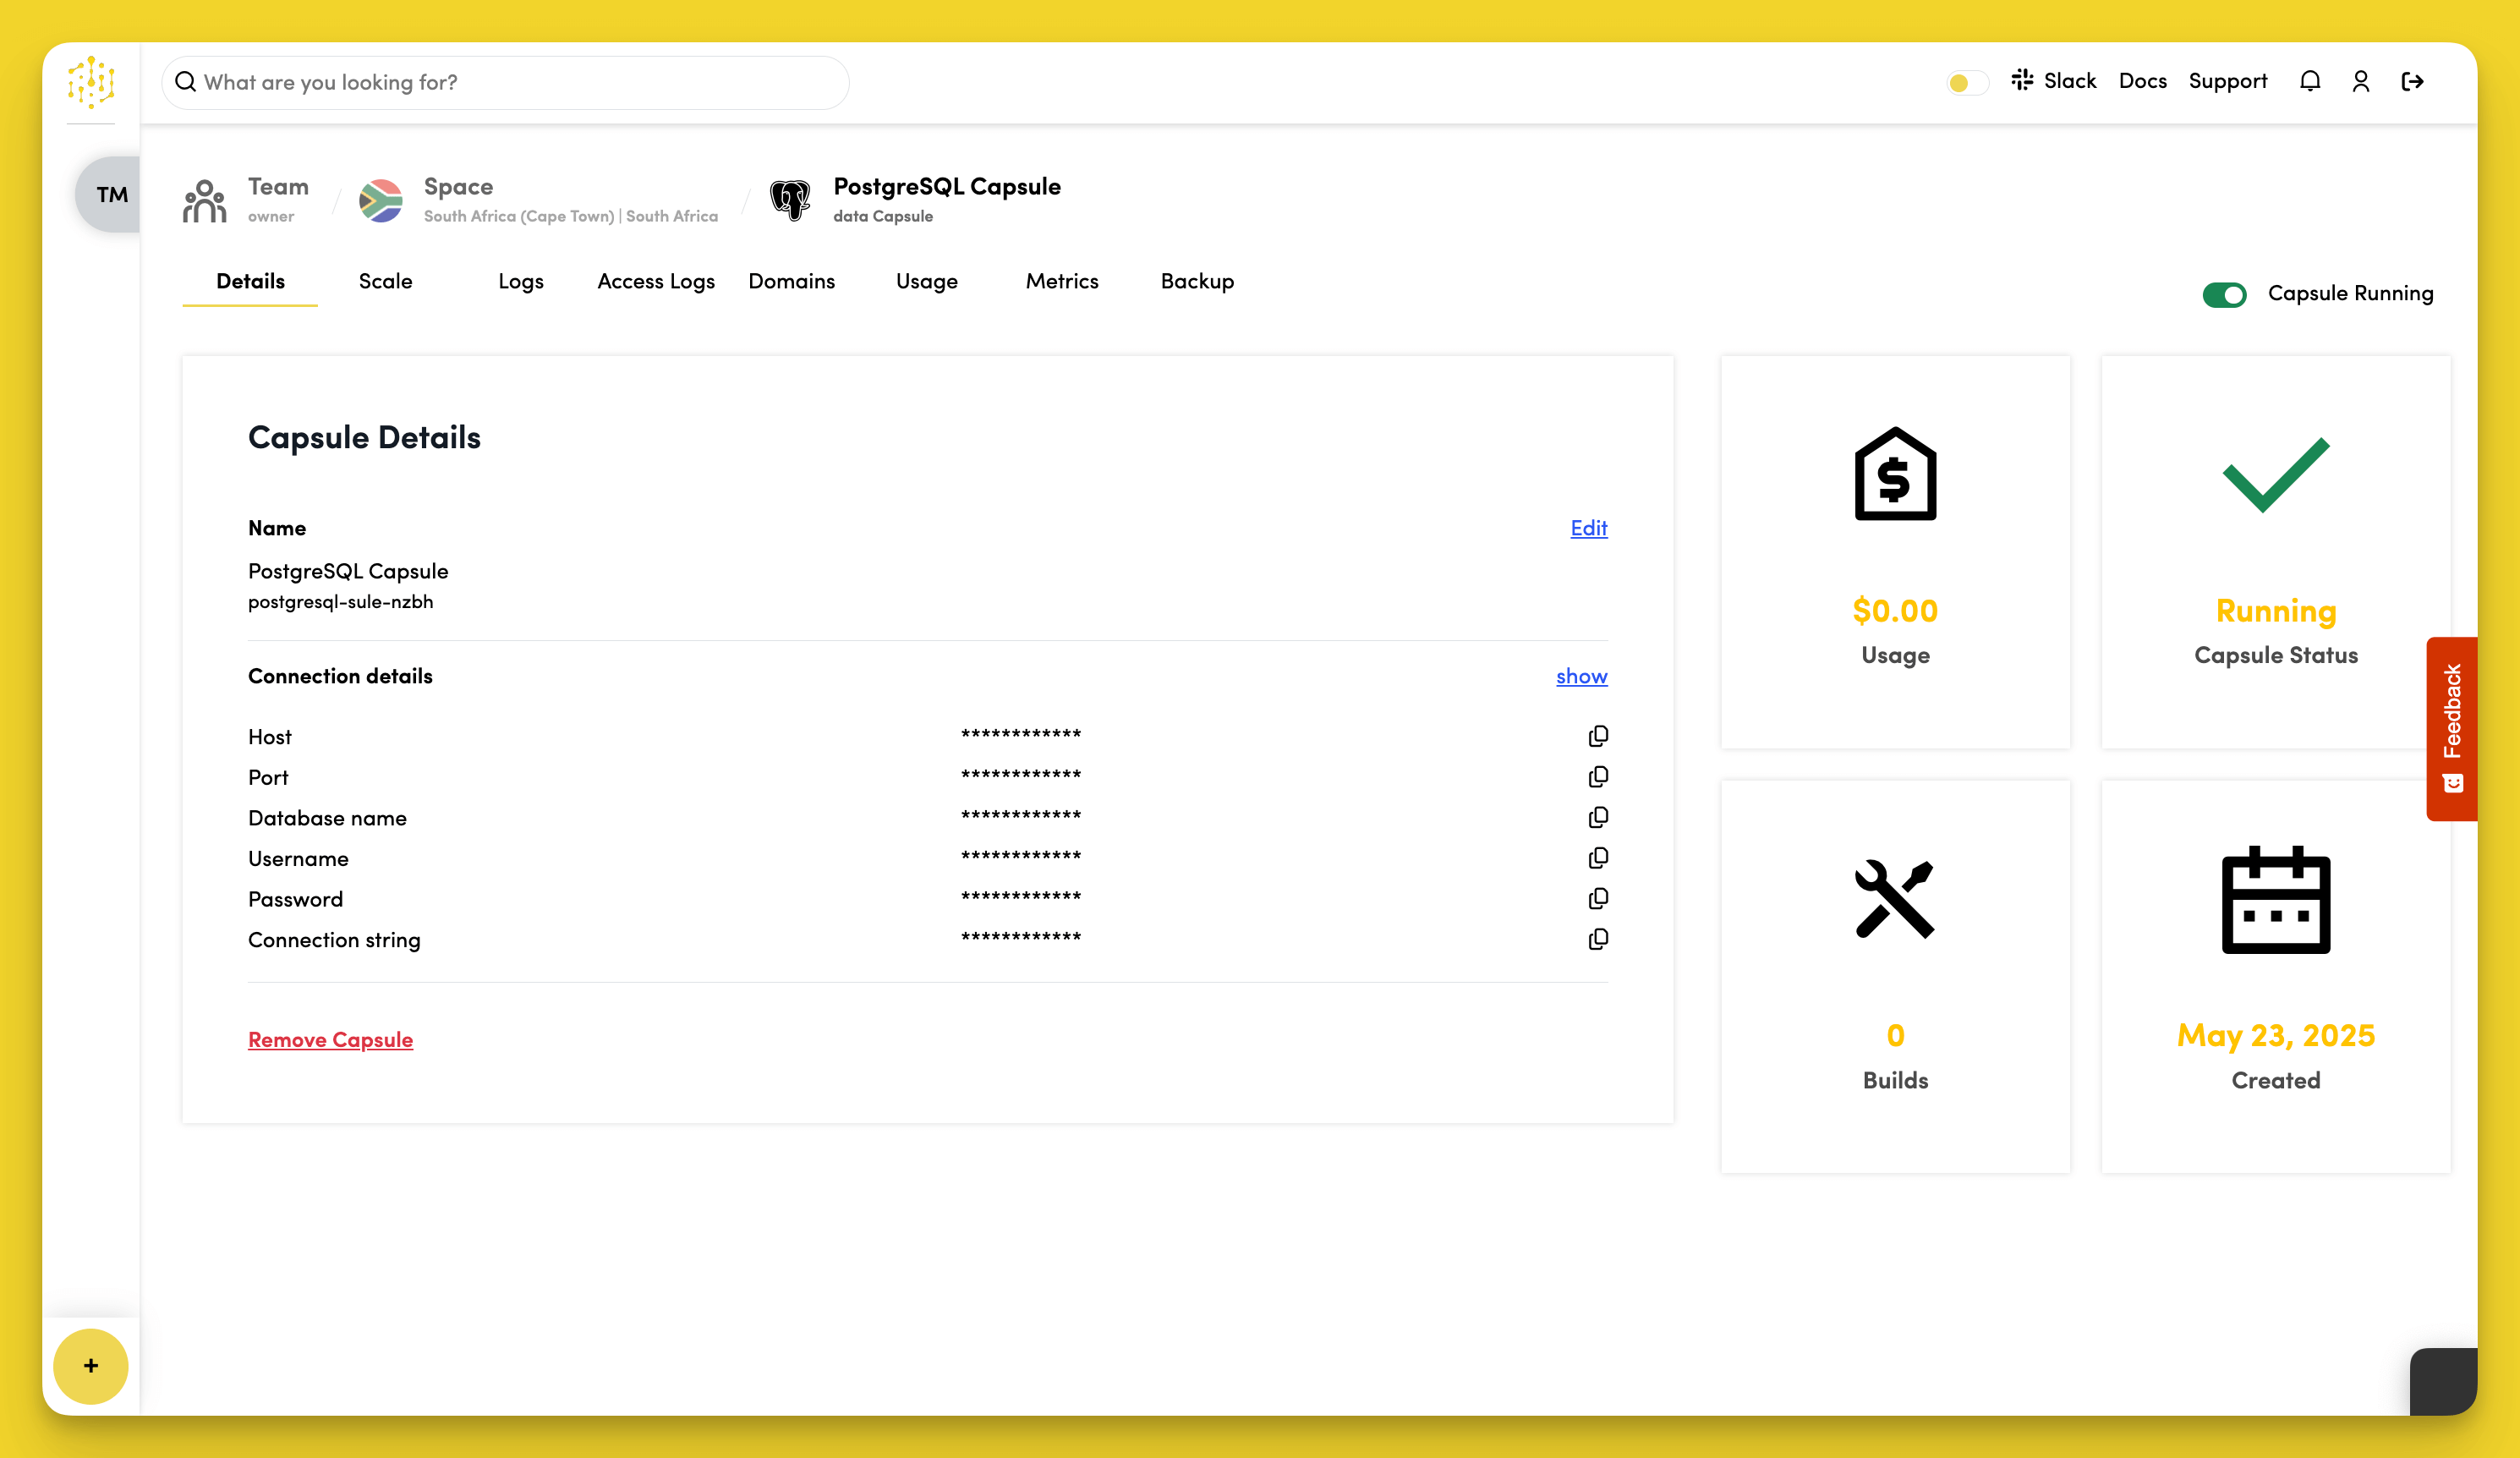 What are you looking for?
Slack Docs Support
TM
Team
owner
Space
South Africa (Cape Town) | South Africa
PostgreSQL Capsule
data Capsule
Details Scale Logs Access Logs Domains Usage Metrics Backup
Capsule Running
Capsule Details
Name Edit
PostgreSQL Capsule
postgresql-sule-nzbh
Connection details show
Host ************
Port ************
Database name ************
Username ************
Password ************
Connection string ************
Remove Capsule
$0.00
Usage
Running
Capsule Status
Feedback
0
Builds
May 23, 2025
Created
+